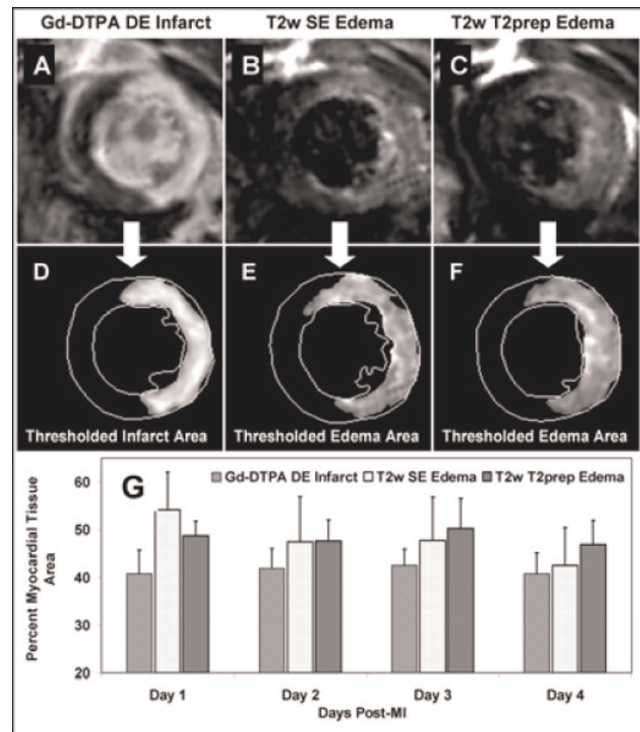 Gd-DTPA DE Infarct T2w SE Edema T2w T2prep Edema
A B C
D E F
Thresholded Infarct Area Thresholded Edema Area Thresholded Edema Area
G
Gd-DTPA DE Infarct T2w SE Edema T2w T2prep Edema
Percent Myocardial Tissue
Area
60
50
40
30
20
Day 1 Day 2 Day 3 Day 4
Days Post-MI